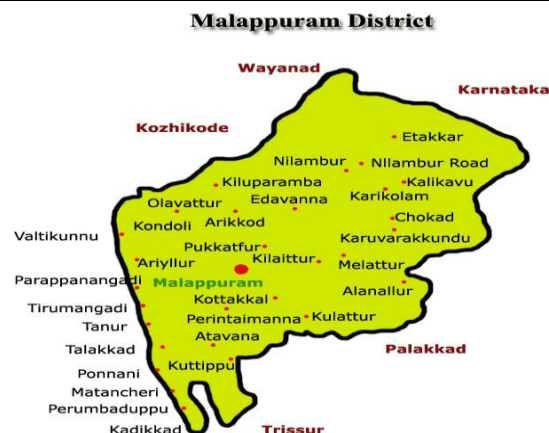 Malappuram District
Wayanad
Karnataka
Kozhikode
Etakkar
Nilambur
NIlambur Road
Kiluparamba
Kalikavu
Olavattur
Edavanna
Karikolam
Kondoli
Arikkod
Chokad
Valtikunnu
Pukkatfur
Karuvarakkundu
Ariyllur
Kilaittur
Melattur
Parappanangadi
Malappuram
Alanallur
Kottakkal
Tirumangadi
Perintaimanna
Kulattur
Tanur
Atavana
Talakkad
Palakkad
Kuttippu
Ponnani
Matancheri
Perumbaduppu
Kadikkad
Trissur